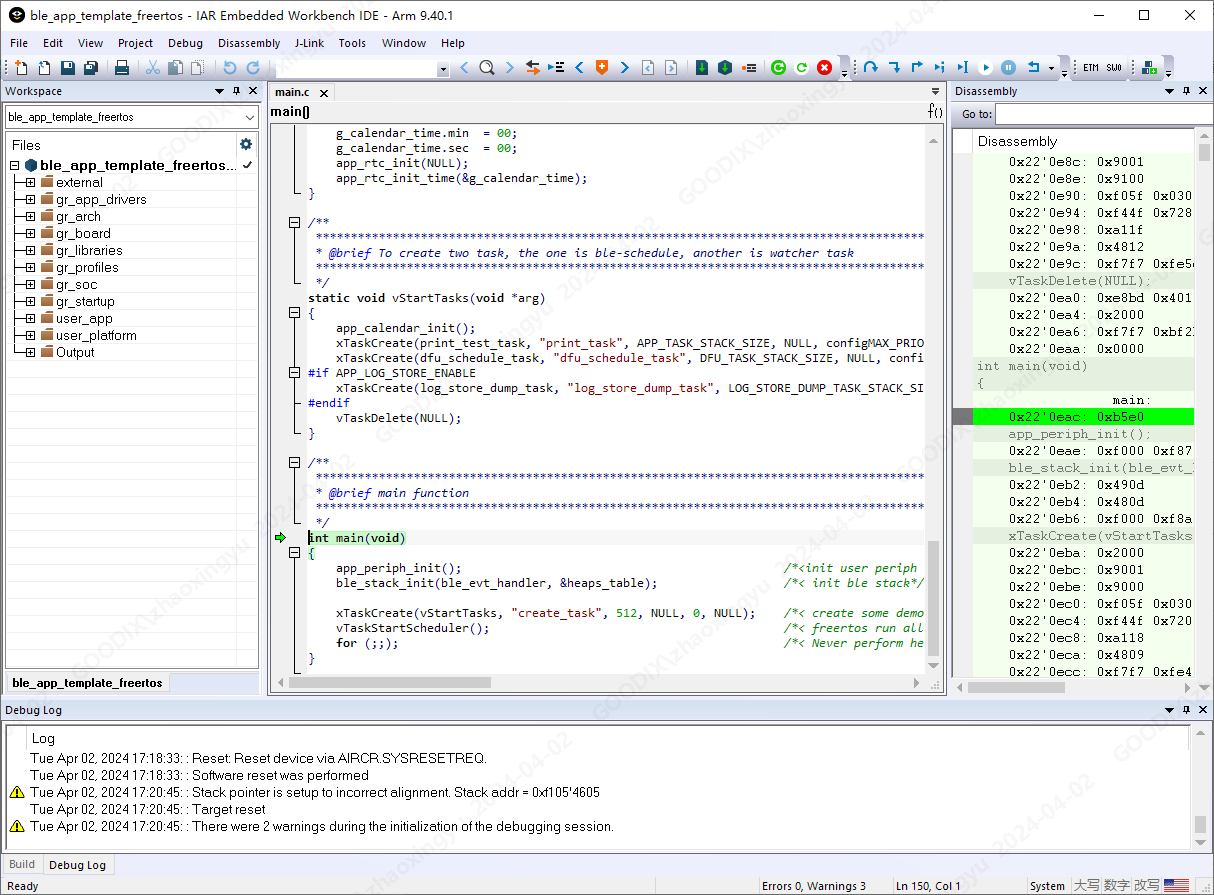 ble_app_template_freertos - IAR Embedded Workbench IDE - Arm 9.40.1
File Edit View Project Debug Disassembly J-Link Tools Window Help
ETM SWO
Workspace
ble_app_template_freertos
Files
ble_app_template_freertos...
external
gr_app_drivers
gr_arch
gr_board
gr_libraries
gr_profiles
gr_soc
gr_startup
user_app
user_platform
Output
ble_app_template_freertos
main.c
main()
f()
g_calendar_time.min = 00;
g_calendar_time.sec = 00;
app_rtc_init(NULL);
app_rtc_init_time(&g_calendar_time);
}
/**
****************************************************************************************
* @brief To create two task, the one is ble-schedule, another is watcher task
****************************************************************************************
*/
static void vStartTasks(void *arg)
{
app_calendar_init();
xTaskCreate(print_test_task, "print_task", APP_TASK_STACK_SIZE, NULL, configMAX_PRIO
xTaskCreate(dfu_schedule_task, "dfu_schedule_task", DFU_TASK_STACK_SIZE, NULL, confi
#if APP_LOG_STORE_ENABLE
xTaskCreate(log_store_dump_task, "log_store_dump_task", LOG_STORE_DUMP_TASK_STACK_SI
#endif
vTaskDelete(NULL);
}
/**
****************************************************************************************
* @brief main function
****************************************************************************************
*/
int main(void)
{
app_periph_init(); /*<init user periph
ble_stack_init(ble_evt_handler, &heaps_table); /*< init ble stack*/
xTaskCreate(vStartTasks, "create_task", 512, NULL, 0, NULL); /*< create some demo
vTaskStartScheduler(); /*< freertos run all
for (;;); /*< Never perform he
}
Disassembly
Go to:
Disassembly
0x22'0e8c: 0x9001
0x22'0e8e: 0x9100
0x22'0e90: 0xf05f 0x030
0x22'0e94: 0xf44f 0x728
0x22'0e98: 0xa11f
0x22'0e9a: 0x4812
0x22'0e9c: 0xf7f7 0xfe5
vTaskDelete(NULL);
0x22'0ea0: 0xe8bd 0x401
0x22'0ea4: 0x2000
0x22'0ea6: 0xf7f7 0xbf2
0x22'0eaa: 0x0000
int main(void)
{
main:
0x22'0eac: 0xb5e0
app_periph_init();
0x22'0eae: 0xf000 0xf87
ble_stack_init(ble_evt_
0x22'0eb2: 0x490d
0x22'0eb4: 0x480d
0x22'0eb6: 0xf000 0xf8a
xTaskCreate(vStartTasks
0x22'0eba: 0x2000
0x22'0ebc: 0x9001
0x22'0ebe: 0x9000
0x22'0ec0: 0xf05f 0x030
0x22'0ec4: 0xf44f 0x720
0x22'0ec8: 0xa118
0x22'0eca: 0x4809
0x22'0ecc: 0xf7f7 0xfe4
Debug Log
Log
Tue Apr 02, 2024 17:18:33: : Reset: Reset device via AIRCR.SYSRESETREQ.
Tue Apr 02, 2024 17:18:33: : Software reset was performed
Tue Apr 02, 2024 17:20:45: : Stack pointer is setup to incorrect alignment. Stack addr = 0xf105'4605
Tue Apr 02, 2024 17:20:45: : Target reset
Tue Apr 02, 2024 17:20:45: : There were 2 warnings during the initialization of the debugging session.
Build Debug Log
Ready Errors 0, Warnings 3 Ln 150, Col 1 System 大写 数字 改写
GOODIX\zhaoxingyu 2024-04-02